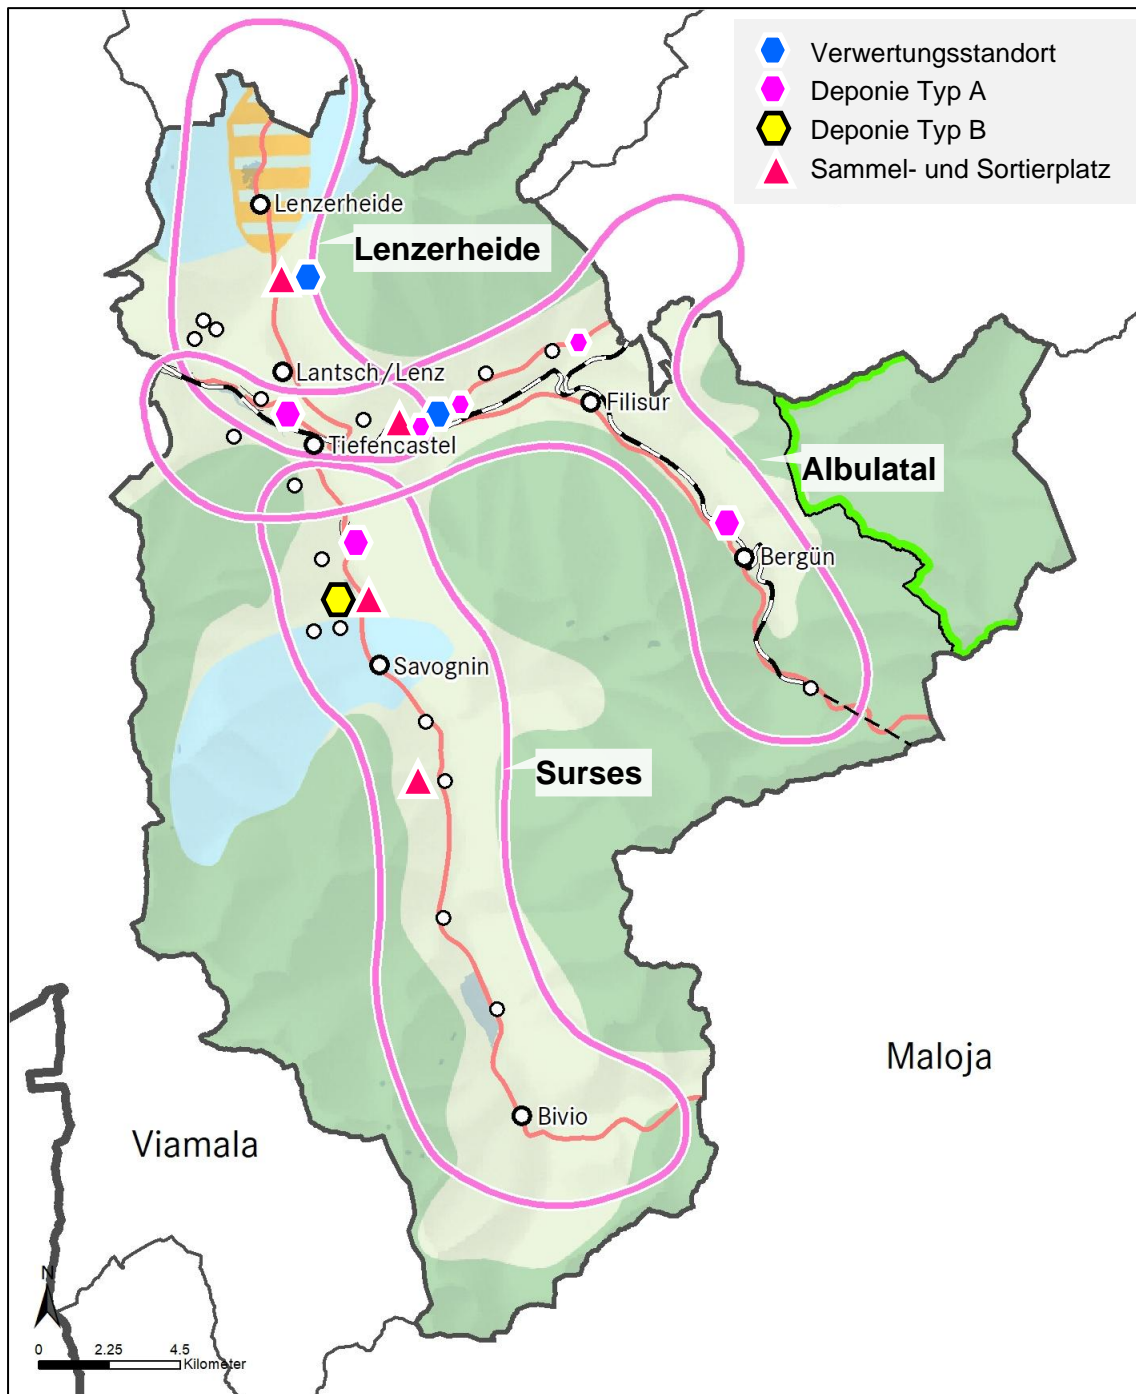 Verwertungsstandort
Deponie Typ A
Deponie Typ B
Sammel- und Sortierplatz
Lenzerheide
Lenzerheide
Lantsch/Lenz
Filisur
Tiefencastel
Albulatal
Bergün
Savognin
Surses
Maloja
Bivio
Viamala
N
0 2.25 4.5
Kilometer